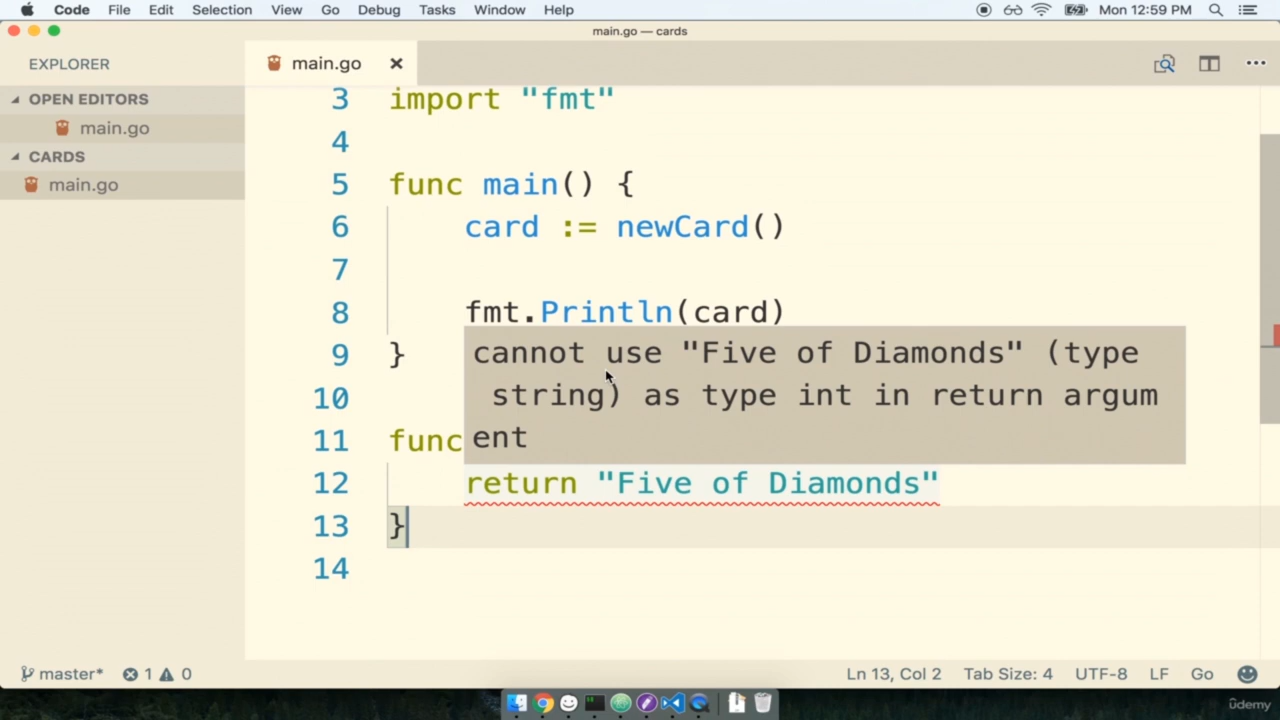 Code File Edit Selection View Go Debug Tasks Window Help Mon 12:59 PM
main.go — cards
EXPLORER
main.go
OPEN EDITORS
main.go
CARDS
main.go
3 import "fmt"
4
5 func main() {
6 card := newCard()
7
8 fmt.Println(card)
9 }
10
11 func
cannot use "Five of Diamonds" (type
string) as type int in return argum
ent
12 return "Five of Diamonds"
13 }
14
master* 1 0 Ln 13, Col 2 Tab Size: 4 UTF-8 LF Go
ûdemy